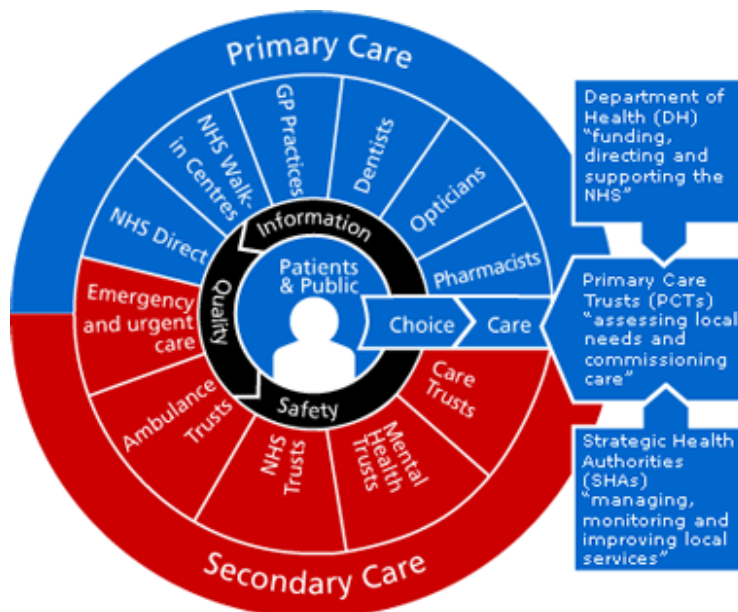 Primary Care
NHS Direct
NHS Walk-
in Centres
GP Practices
Dentists
Opticians
Pharmacists
Information
Quality
Safety
Patients
& Public
Choice
Care
Emergency
and urgent
care
Ambulance
Trusts
NHS
Trusts
Mental
Health
Trusts
Care
Trusts
Secondary Care
Department of
Health (DH)
"funding,
directing and
supporting the
NHS"
Primary Care
Trusts (PCTs)
"assessing local
needs and
commissioning
care"
Strategic Health
Authorities
(SHAs)
"managing,
monitoring and
improving local
services"